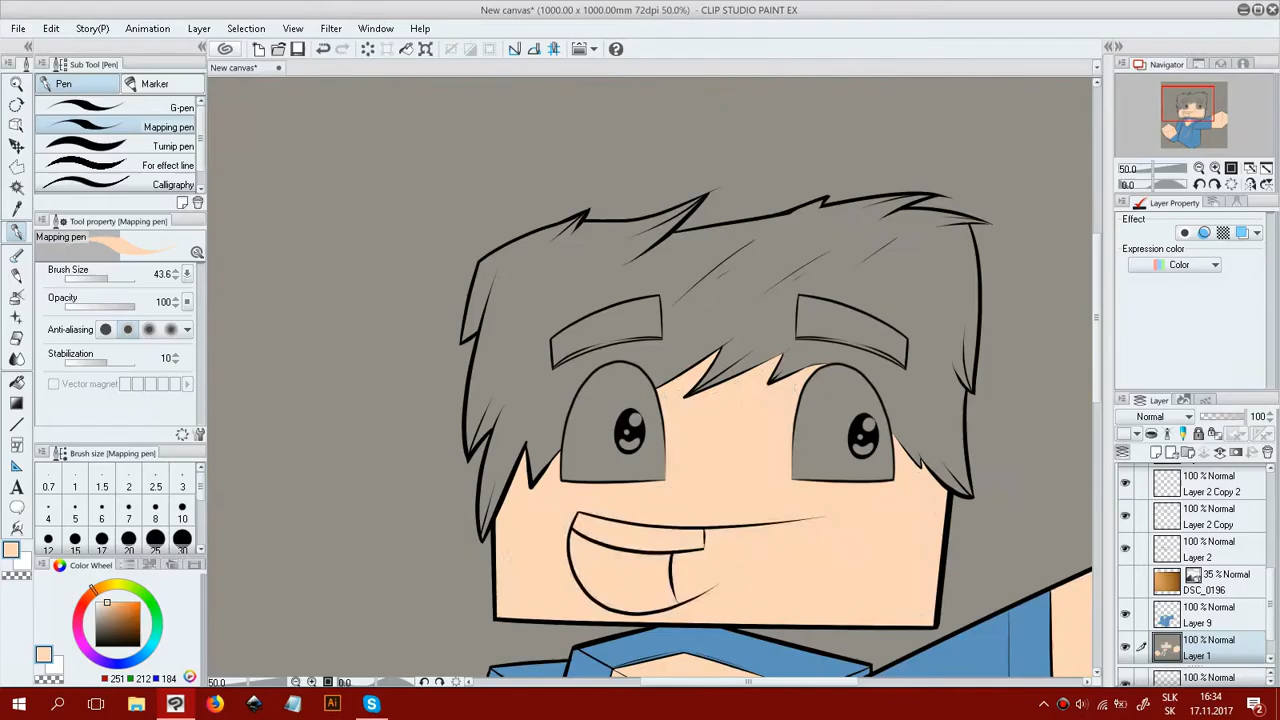 New canvas* (1000.00 x 1000.00mm 72dpi 50.0%) - CLIP STUDIO PAINT EX
File Edit Story(P) Animation Layer Selection View Filter Window Help
Sub Tool [Pen]
New canvas*
Pen Marker
G-pen
Mapping pen
Turnip pen
For effect line
Calligraphy
Tool property [Mapping pen]
Mapping pen
Brush Size 43.6
Opacity 100
Anti-aliasing
Stabilization 10
Vector magnet
Brush size [Mapping pen]
0.7 1 1.5 2 2.5 3
4 5 6 7 8 10
12 15 17 20 25 30
Color Wheel
251 212 184
50.0 0.0
Navigator
50.0
0.0
Layer Property
Effect
Expression color
Color
Layer
Normal 100
100 % Normal
Layer 2 Copy 2
100 % Normal
Layer 2 Copy
100 % Normal
Layer 2
35 % Normal
DSC_0196
100 % Normal
Layer 9
100 % Normal
Layer 1
100 % Normal
SLK
SK
16:34
17.11.2017
2